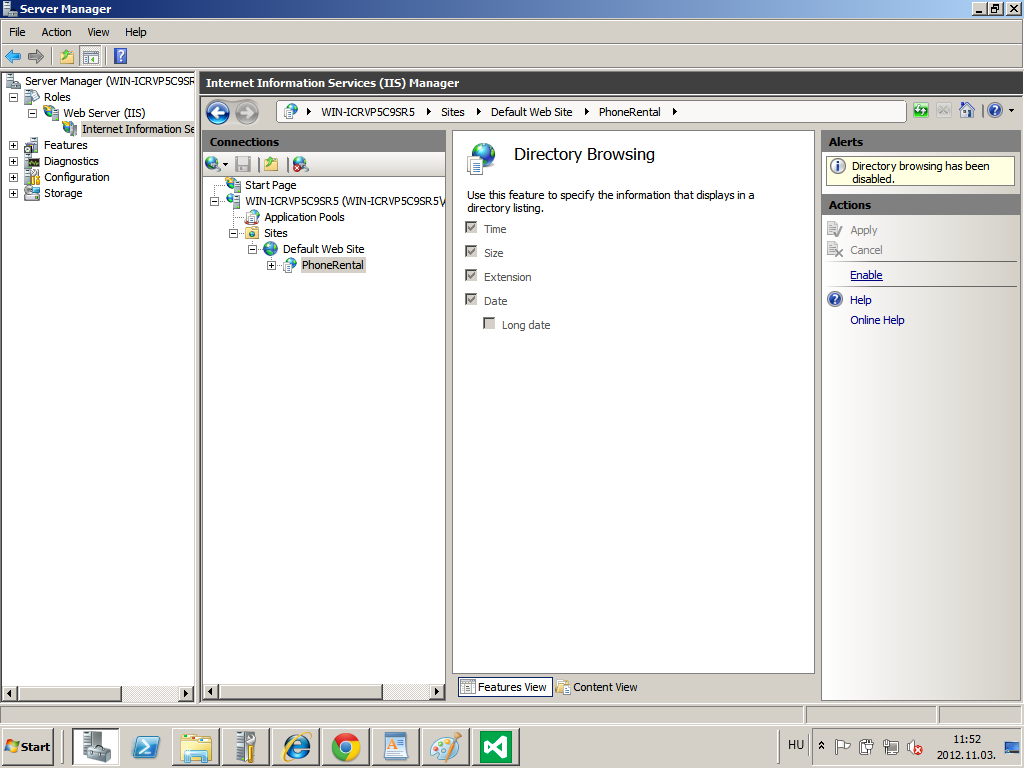 Server Manager
File Action View Help
Server Manager (WIN-ICRVP5C9SR
Roles
Web Server (IIS)
Internet Information Se
Features
Diagnostics
Configuration
Storage
Internet Information Services (IIS) Manager
WIN-ICRVP5C9SR5 Sites Default Web Site PhoneRental
Connections
Start Page
WIN-ICRVP5C9SR5 (WIN-ICRVP5C9SR5\
Application Pools
Sites
Default Web Site
PhoneRental
Directory Browsing
Use this feature to specify the information that displays in a
directory listing.
Time
Size
Extension
Date
Long date
Features View
Content View
Alerts
Directory browsing has been
disabled.
Actions
Apply
Cancel
Enable
Help
Online Help
Start
HU
11:52
2012.11.03.